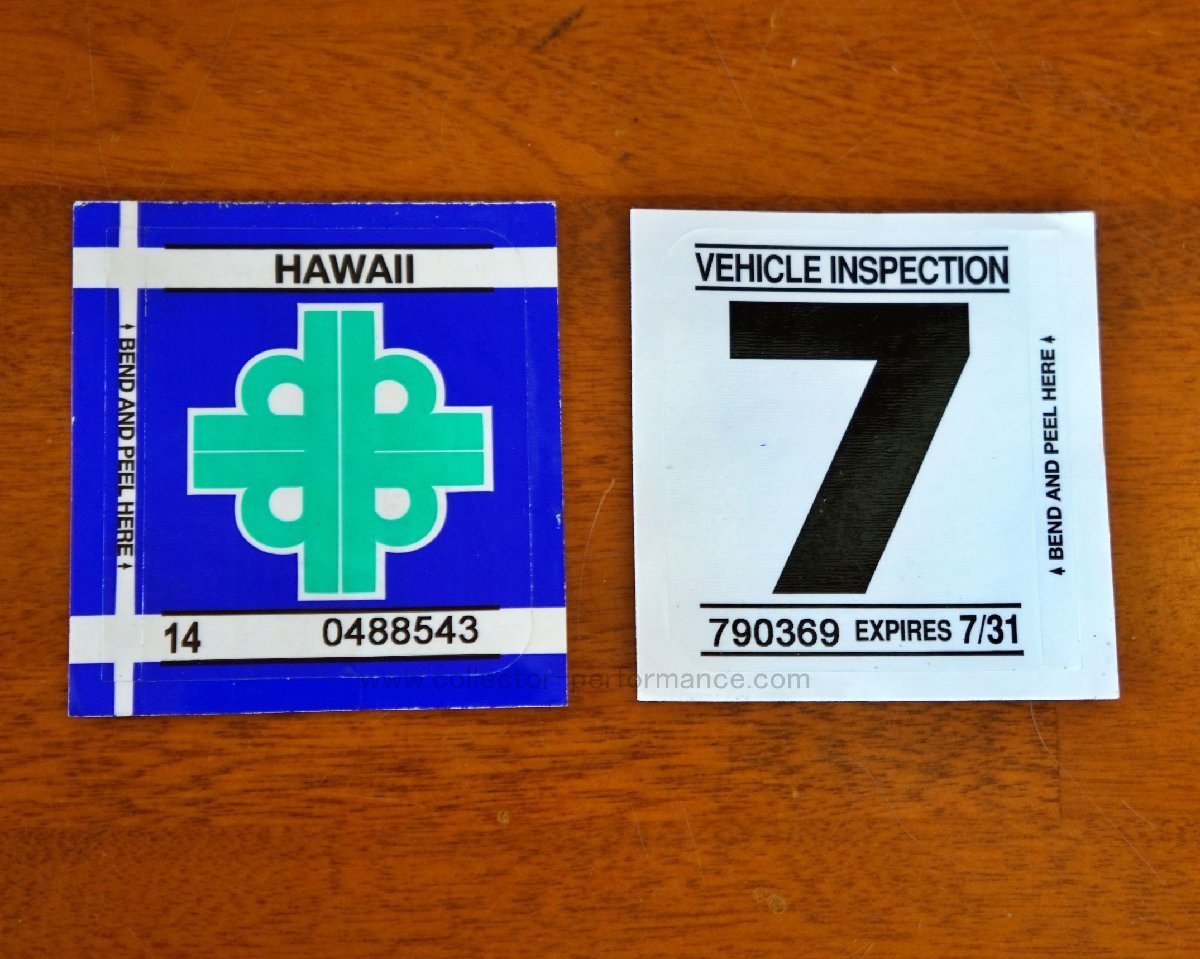 HAWAII
BEND AND PEEL HERE
14 0488543
VEHICLE INSPECTION
7
BEND AND PEEL HERE
790369 EXPIRES 7/31
www.collector-performance.com